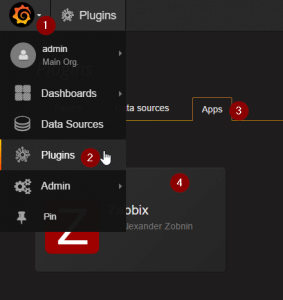 Plugins
1
admin
Main Org.
Dashboards
ta sources
Apps
3
Data Sources
Plugins 2
4
Admin
Z
bbix
Pin
lexander Zobnin